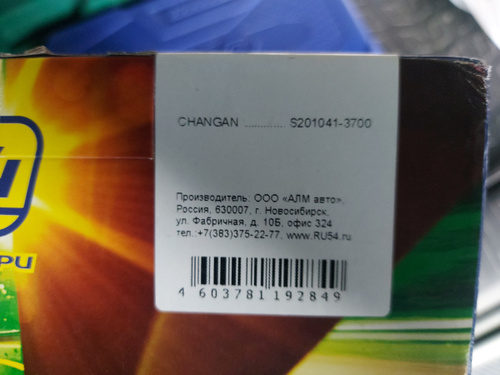 CHANGAN ............. S201041-3700
Производитель: ООО «АЛМ авто»,
Россия, 630007, г. Новосибирск,
ул. Фабричная, д. 10Б, офис 324
тел.:+7(383)375-22-77, www.RU54.ru
4 603781 192849